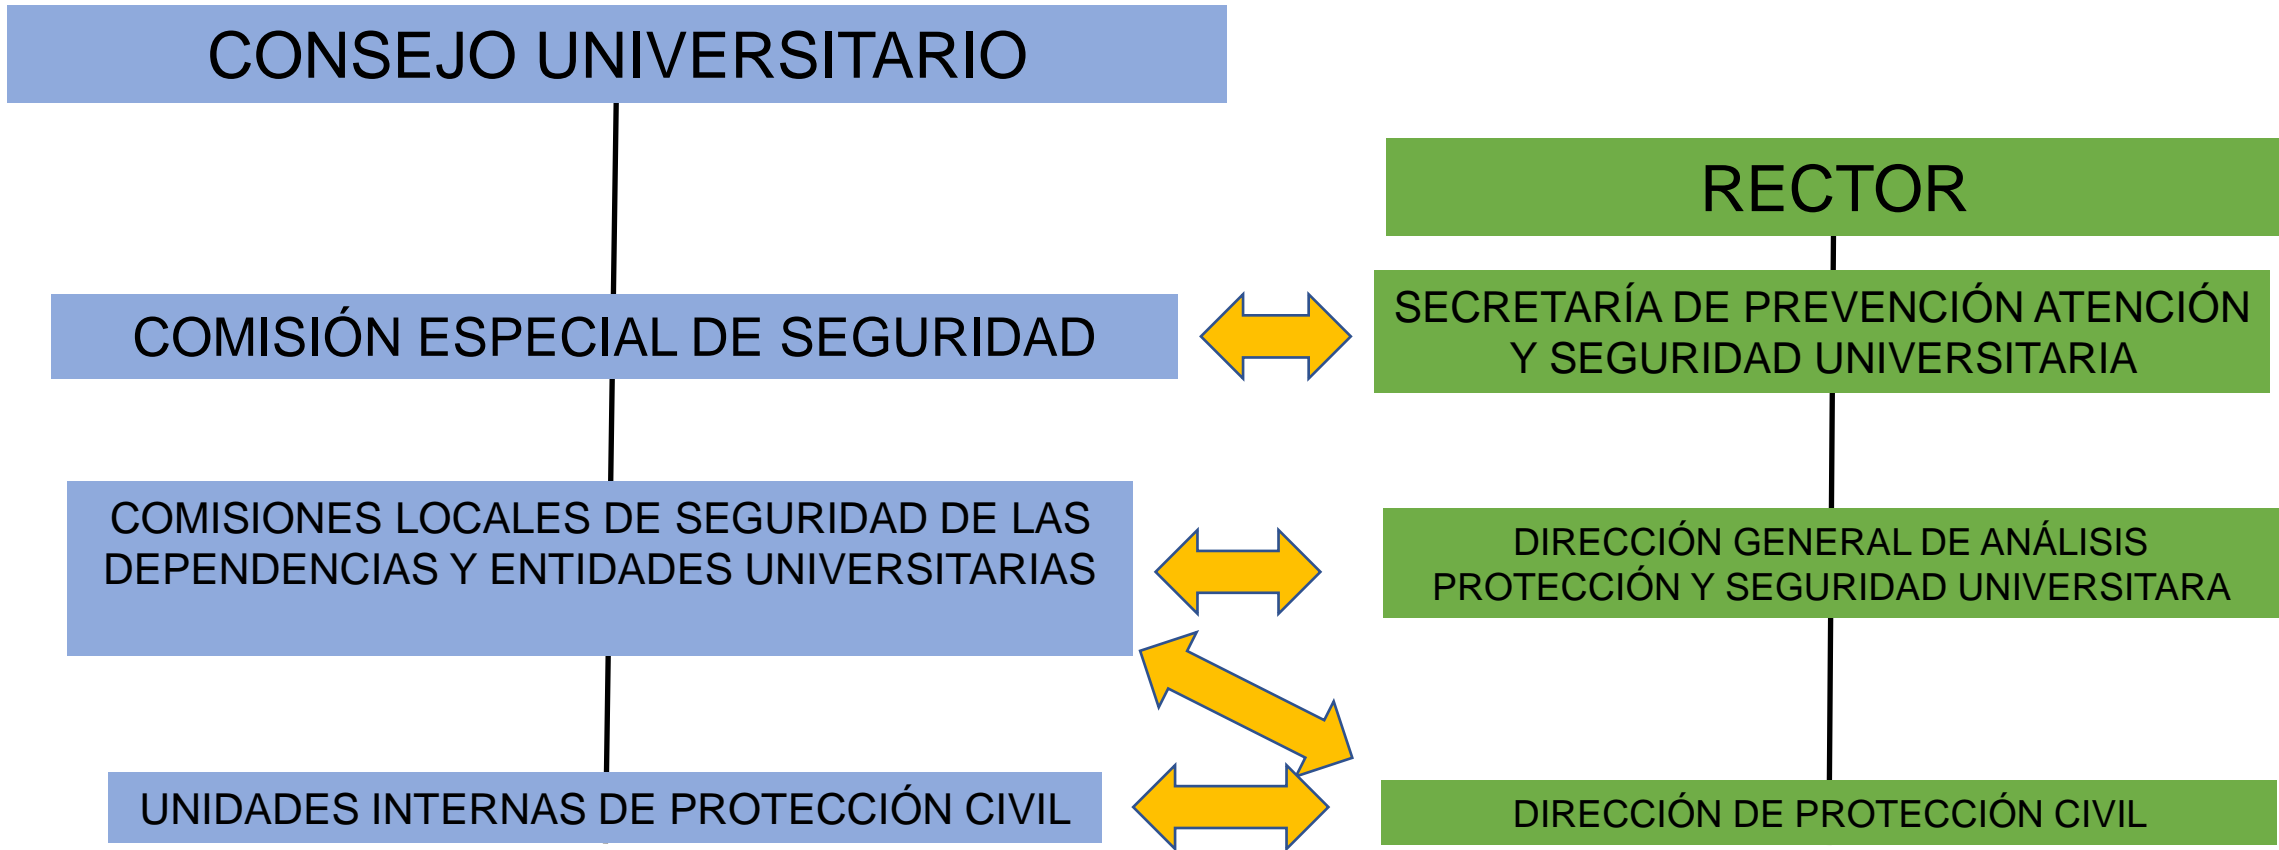 CONSEJO UNIVERSITARIO
RECTOR
COMISIÓN ESPECIAL DE SEGURIDAD
SECRETARÍA DE PREVENCIÓN ATENCIÓN
Y SEGURIDAD UNIVERSITARIA
COMISIONES LOCALES DE SEGURIDAD DE LAS
DEPENDENCIAS Y ENTIDADES UNIVERSITARIAS
DIRECCIÓN GENERAL DE ANÁLISIS
PROTECCIÓN Y SEGURIDAD UNIVERSITARA
UNIDADES INTERNAS DE PROTECCIÓN CIVIL
DIRECCIÓN DE PROTECCIÓN CIVIL